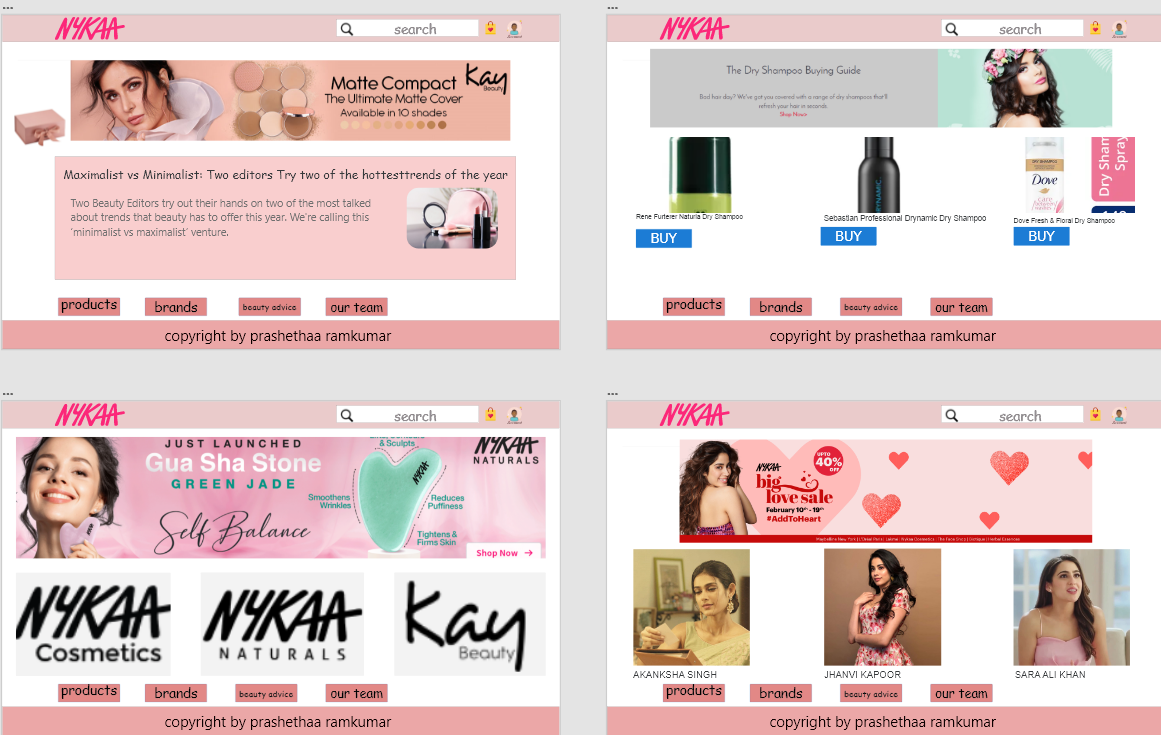 ...
NYKAA
search
Matte Compact
The Ultimate Matte Cover
Available in 10 shades
Kay
Beauty
Maximalist vs Minimalist: Two editors Try two of the hottesttrends of the year
Two Beauty Editors try out their hands on two of the most talked
about trends that beauty has to offer this year. We're calling this
'minimalist vs maximalist' venture.
products
brands
beauty advice
our team
copyright by prashethaa ramkumar
...
NYKAA
search
The Dry Shampoo Buying Guide
Bad hair day? We've got you covered with a range of dry shampoos that'll
refresh your hair in seconds.
Shop Now
DYNAMIC
DRY SHAMPOO
Dove
care
Dry Sham
Spray
Rene Furterer Naturia Dry Shampoo
Sebastian Professional Drynamic Dry Shampoo
Dove Fresh & Floral Dry Shampoo
BUY
BUY
BUY
products
brands
beauty advice
our team
copyright by prashethaa ramkumar
...
NYKAA
search
JUST LAUNCHED
Gua Sha Stone
GREEN JADE
Self Balance
& Sculpts
Smoothens
Wrinkles
NYKAA
Reduces
Puffiness
Tightens &
Firms Skin
NYKAA
NATURALS
Shop Now →
NYKAA
Cosmetics
NYKAA
NATURALS
Kay
Beauty
products
brands
beauty advice
our team
copyright by prashethaa ramkumar
...
NYKAA
search
NYKAA
big
love sale
February 10th - 19th
#AddToHeart
UPTO
40%
OFF
AKANKSHA SINGH
JHANVI KAPOOR
SARA ALI KHAN
products
brands
beauty advice
our team
copyright by prashethaa ramkumar